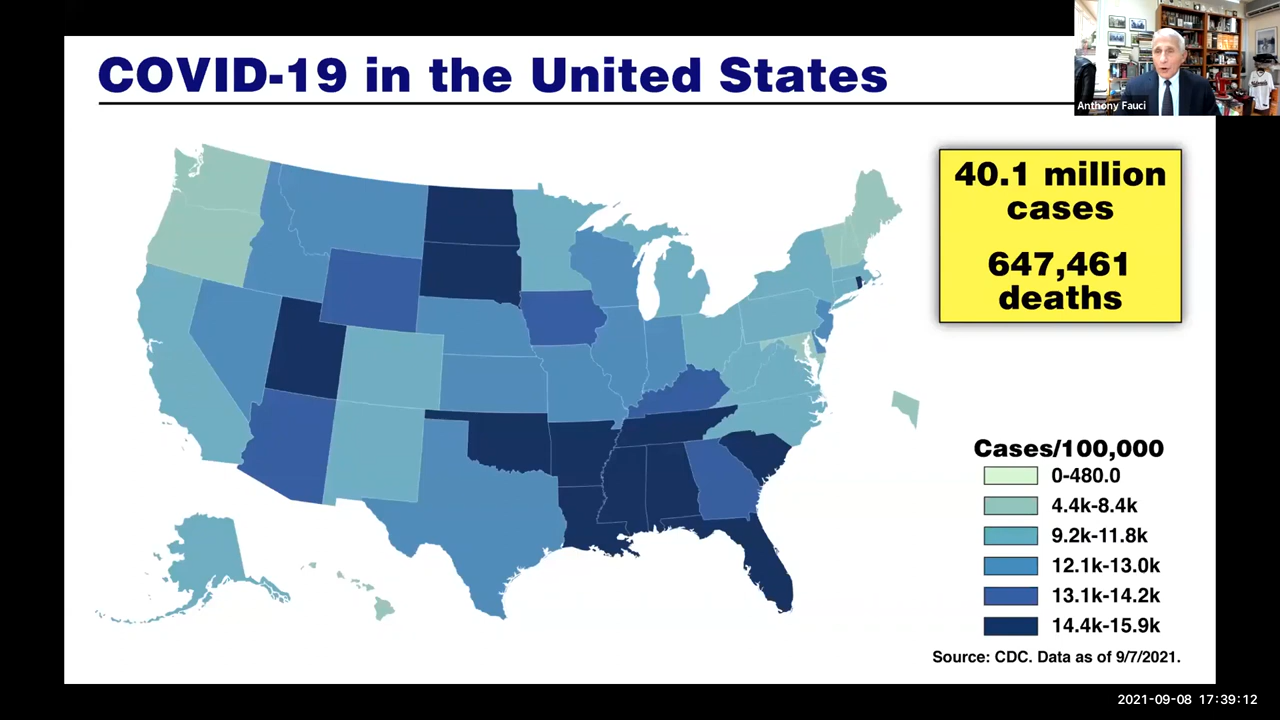 COVID-19 in the United States
Anthony Fauci
40.1 million
cases
647,461
deaths
Cases/100,000
0-480.0
4.4k-8.4k
9.2k-11.8k
12.1k-13.0k
13.1k-14.2k
14.4k-15.9k
Source: CDC. Data as of 9/7/2021.
2021-09-08 17:39:12